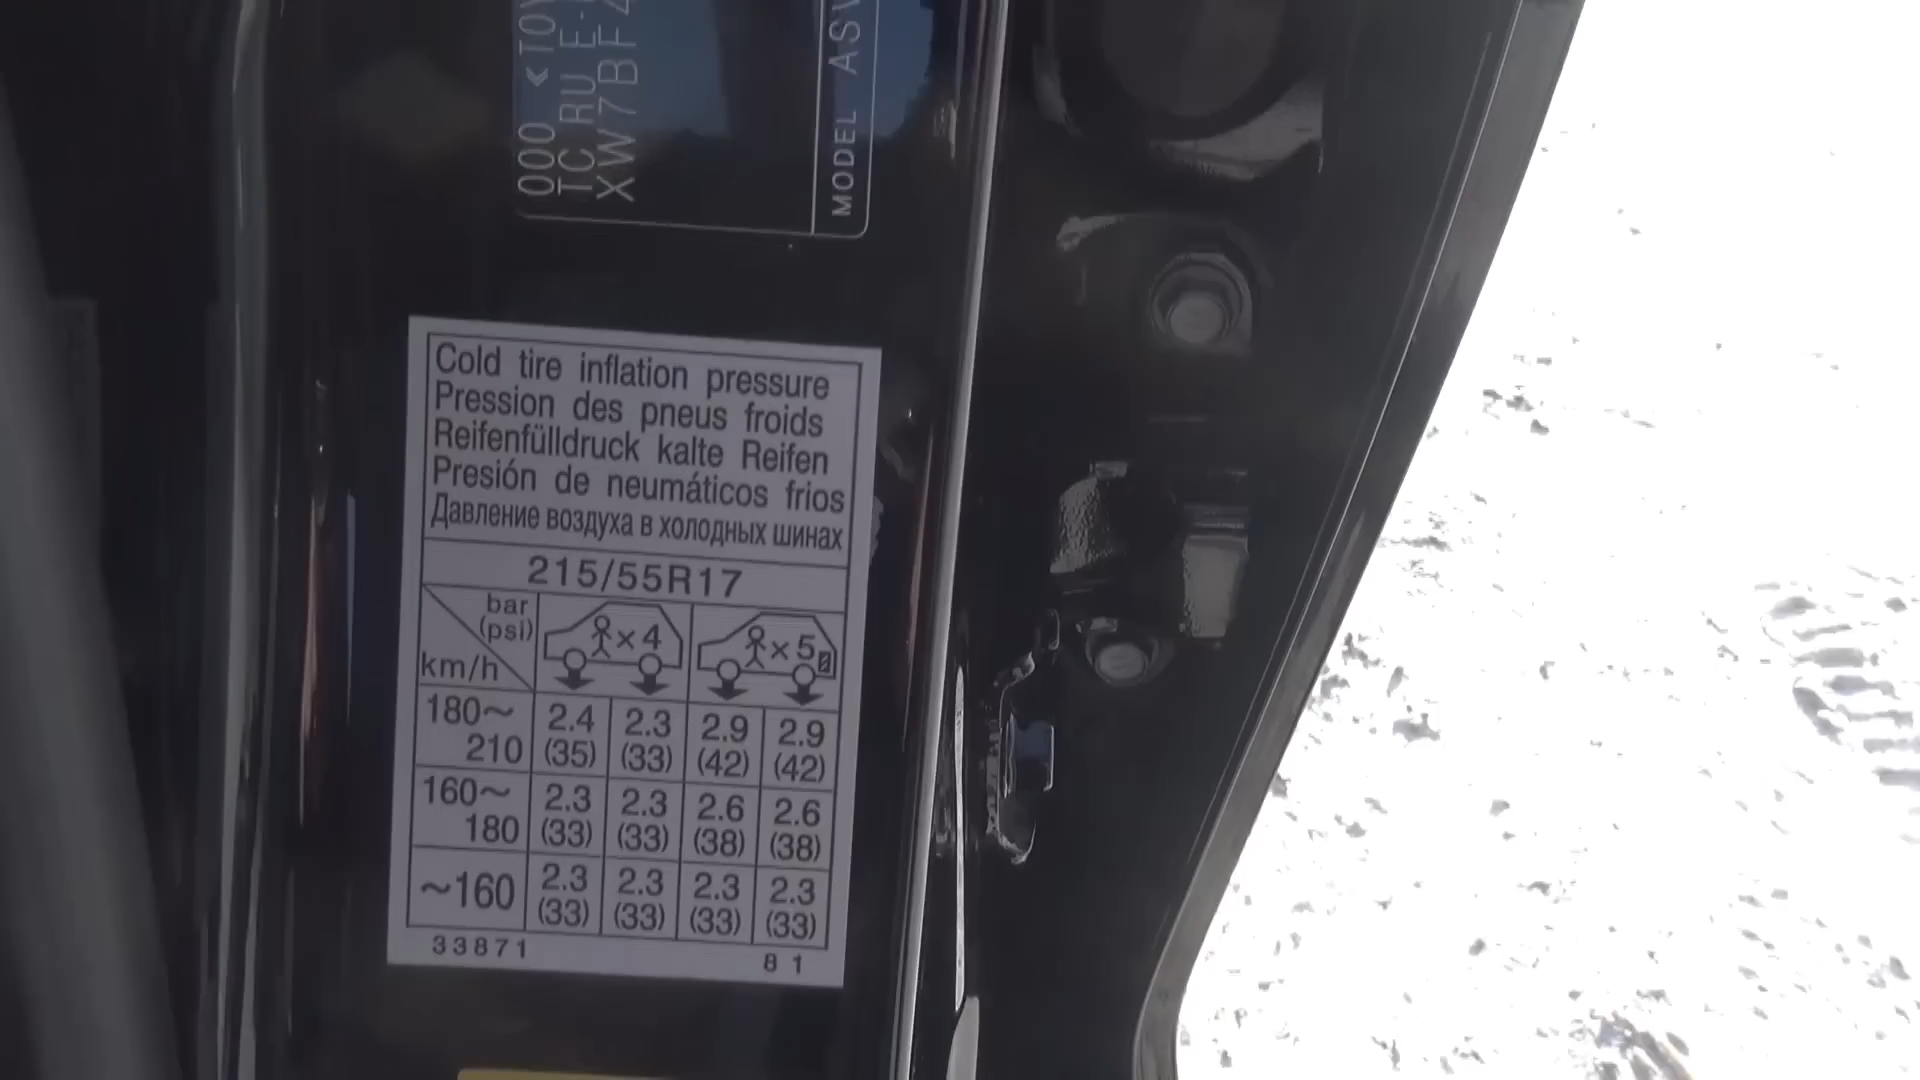 000 <TOY
TC RU E-
XW7BF4
MODEL ASV
Cold tire inflation pressure
Pression des pneus froids
Reifenfülldruck kalte Reifen
Presión de neumáticos frios
Давление воздуха в холодных шинах
215/55R17
bar
(psi)
km/h
×4
×5
180~
210
2.4
(35)
2.3
(33)
2.9
(42)
2.9
(42)
160~
180
2.3
(33)
2.3
(33)
2.6
(38)
2.6
(38)
~160
2.3
(33)
2.3
(33)
2.3
(33)
2.3
(33)
33871
81